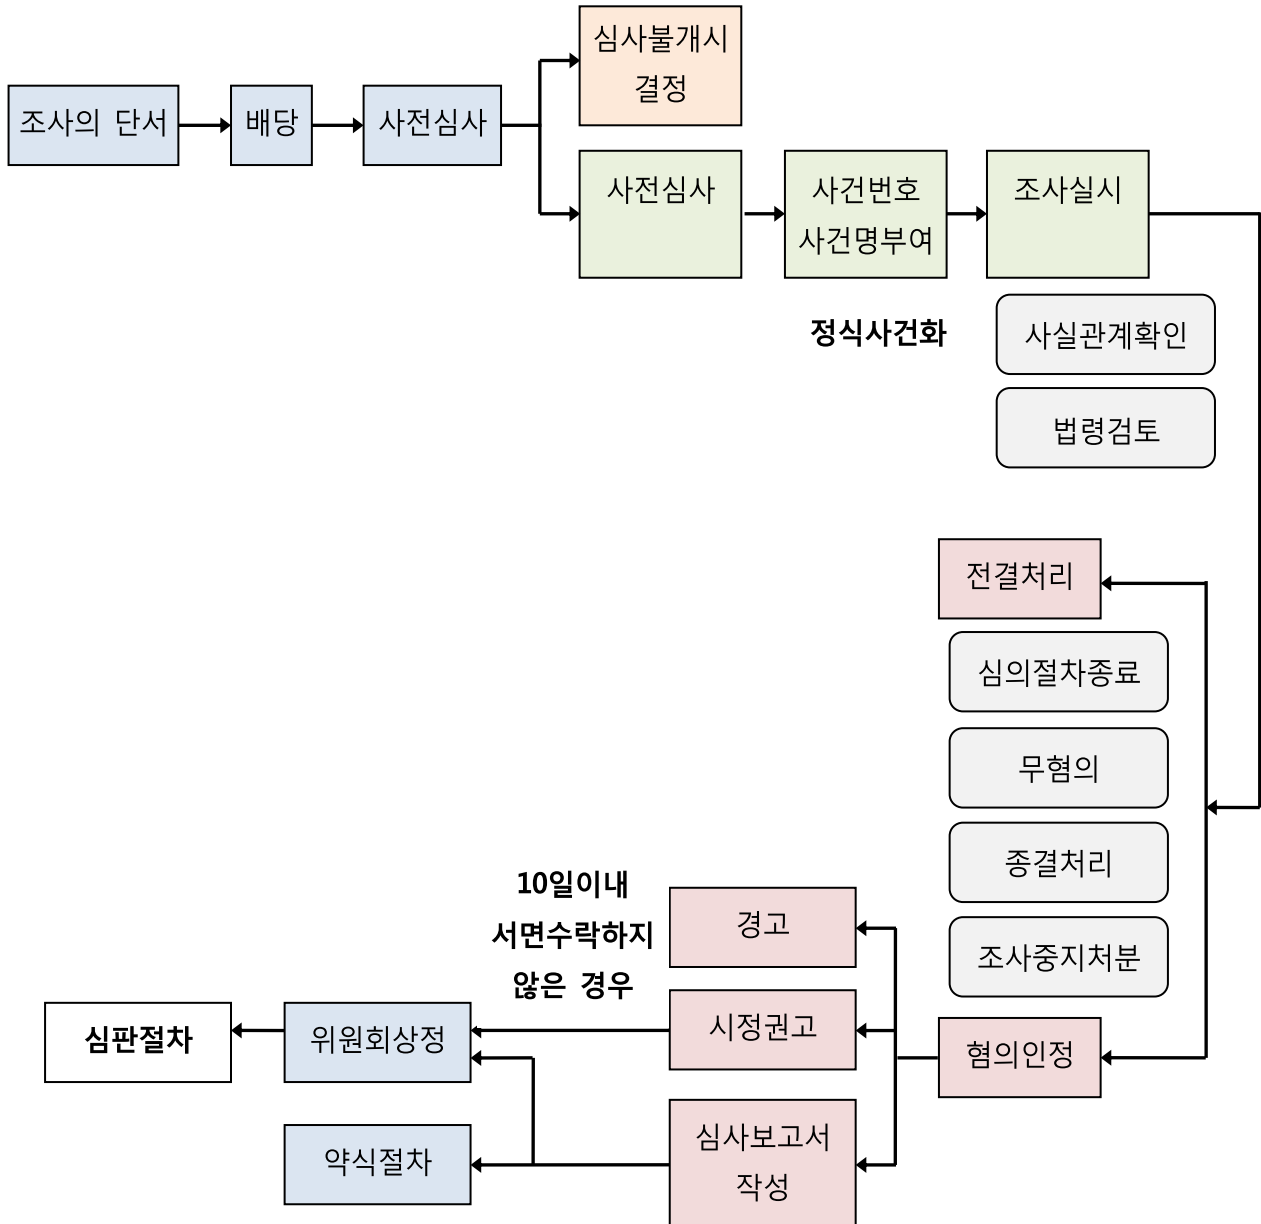 심사불개시
결정
조사의 단서
배당
사전심사
사전심사
사건번호
사건명부여
조사실시
정식사건화
사실관계확인
법령검토
전결처리
심의절차종료
무혐의
종결처리
조사중지처분
10일이내
서면수락하지
않은 경우
경고
시정권고
혐의인정
심판절차
위원회상정
약식절차
심사보고서
작성